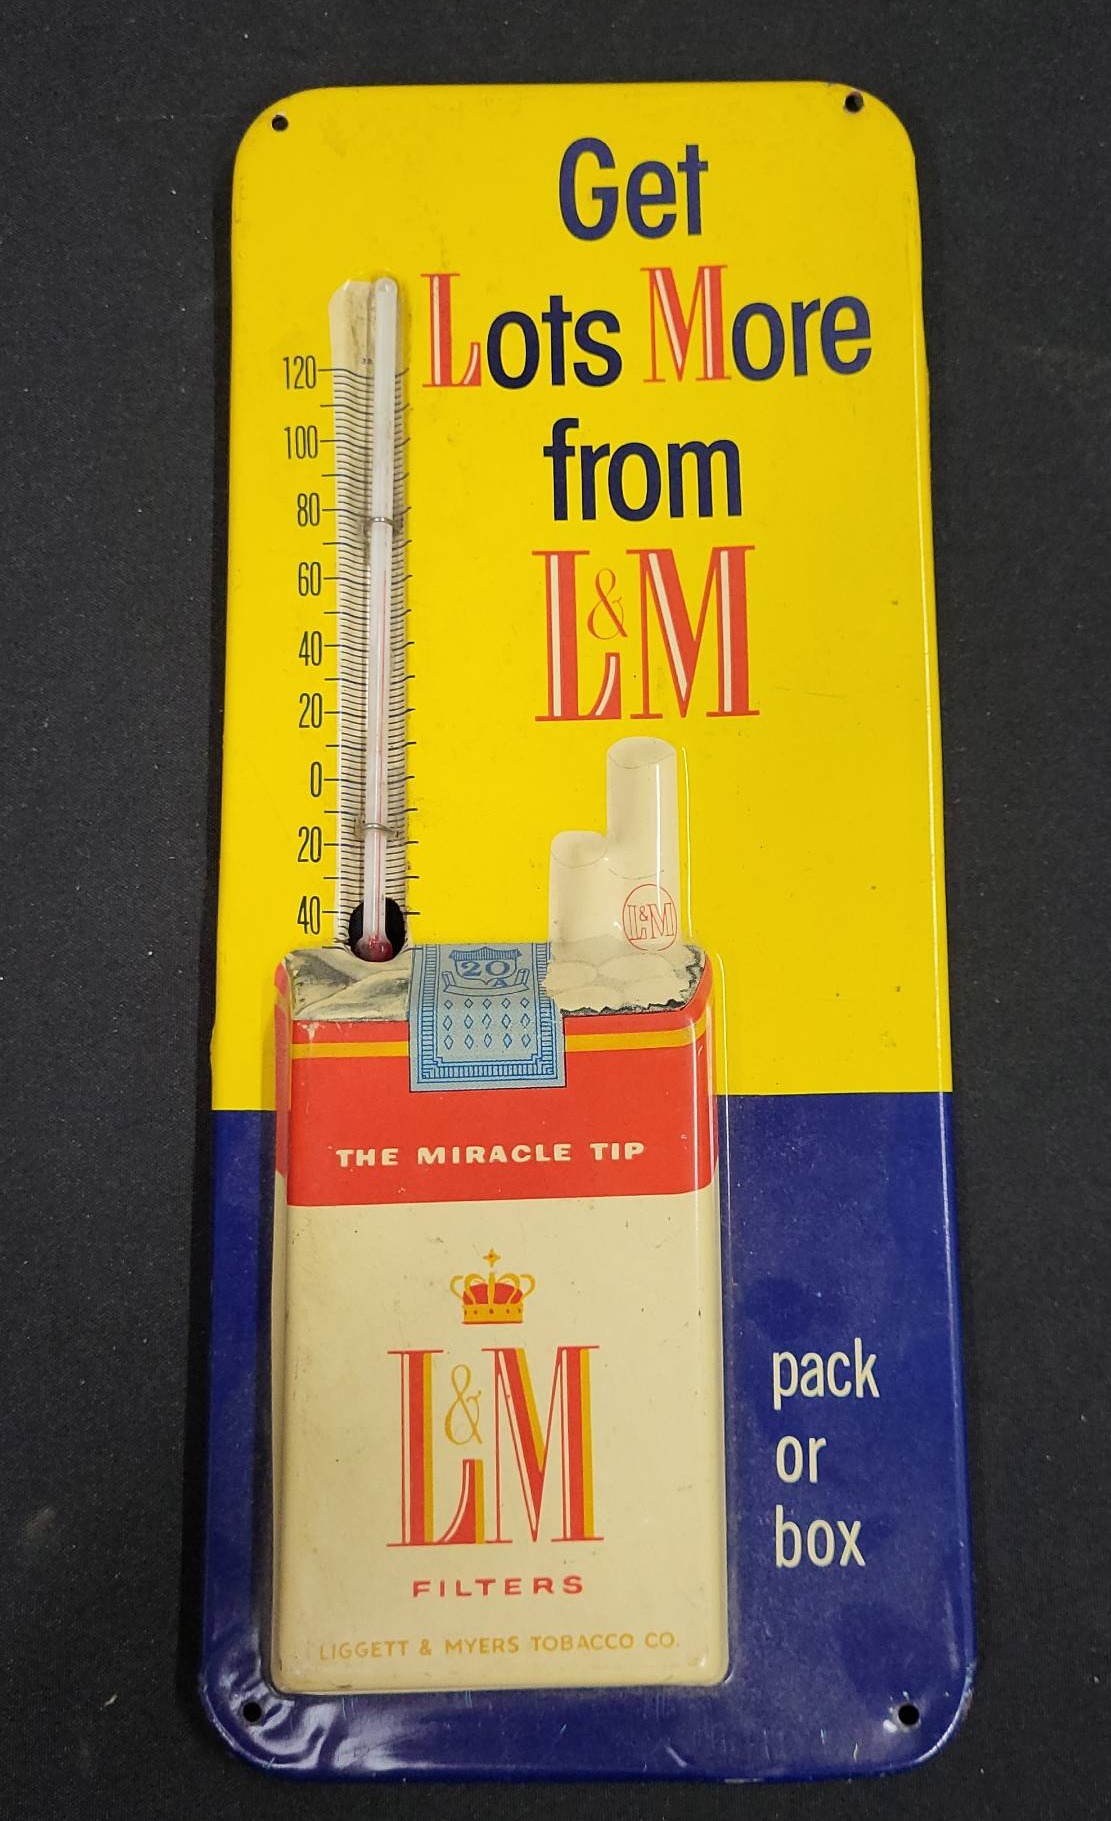 Get
Lots More
from
L&M
120
100
80
60
40
20
0
20
40
L&M
20
A
THE MIRACLE TIP
L&M
FILTERS
LIGGETT & MYERS TOBACCO CO.
pack
or
box